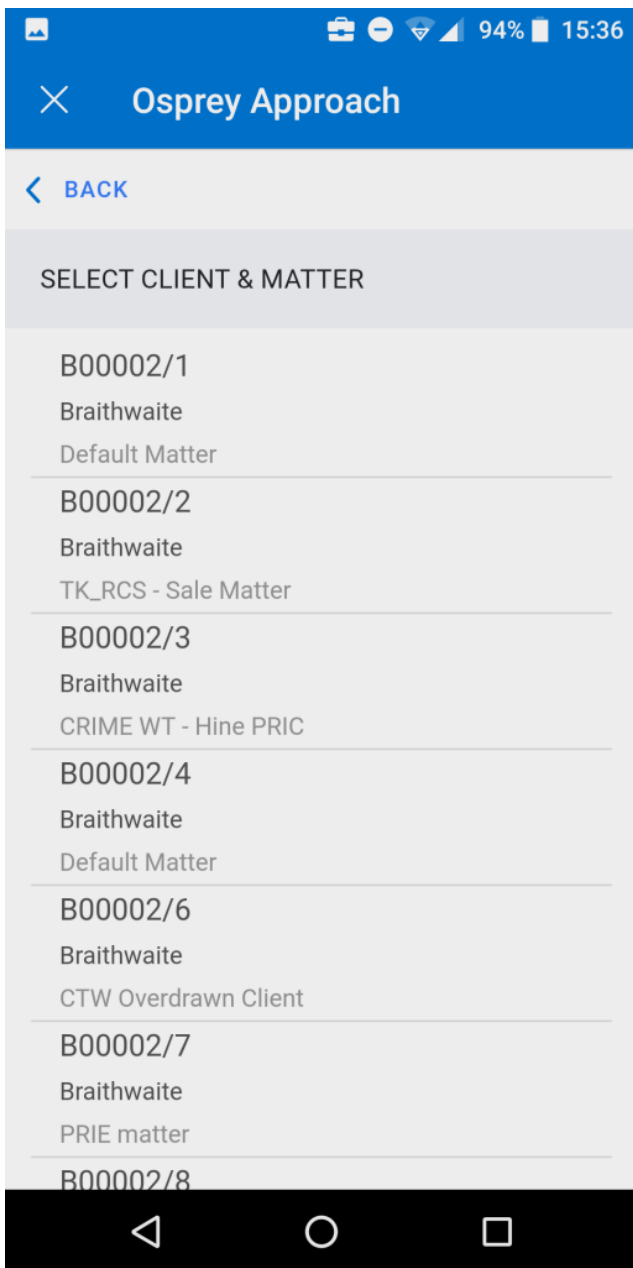 94% 15:36
Osprey Approach
BACK
SELECT CLIENT & MATTER
B00002/1
Braithwaite
Default Matter
B00002/2
Braithwaite
TK_RCS - Sale Matter
B00002/3
Braithwaite
CRIME WT - Hine PRIC
B00002/4
Braithwaite
Default Matter
B00002/6
Braithwaite
CTW Overdrawn Client
B00002/7
Braithwaite
PRIE matter
B00002/8